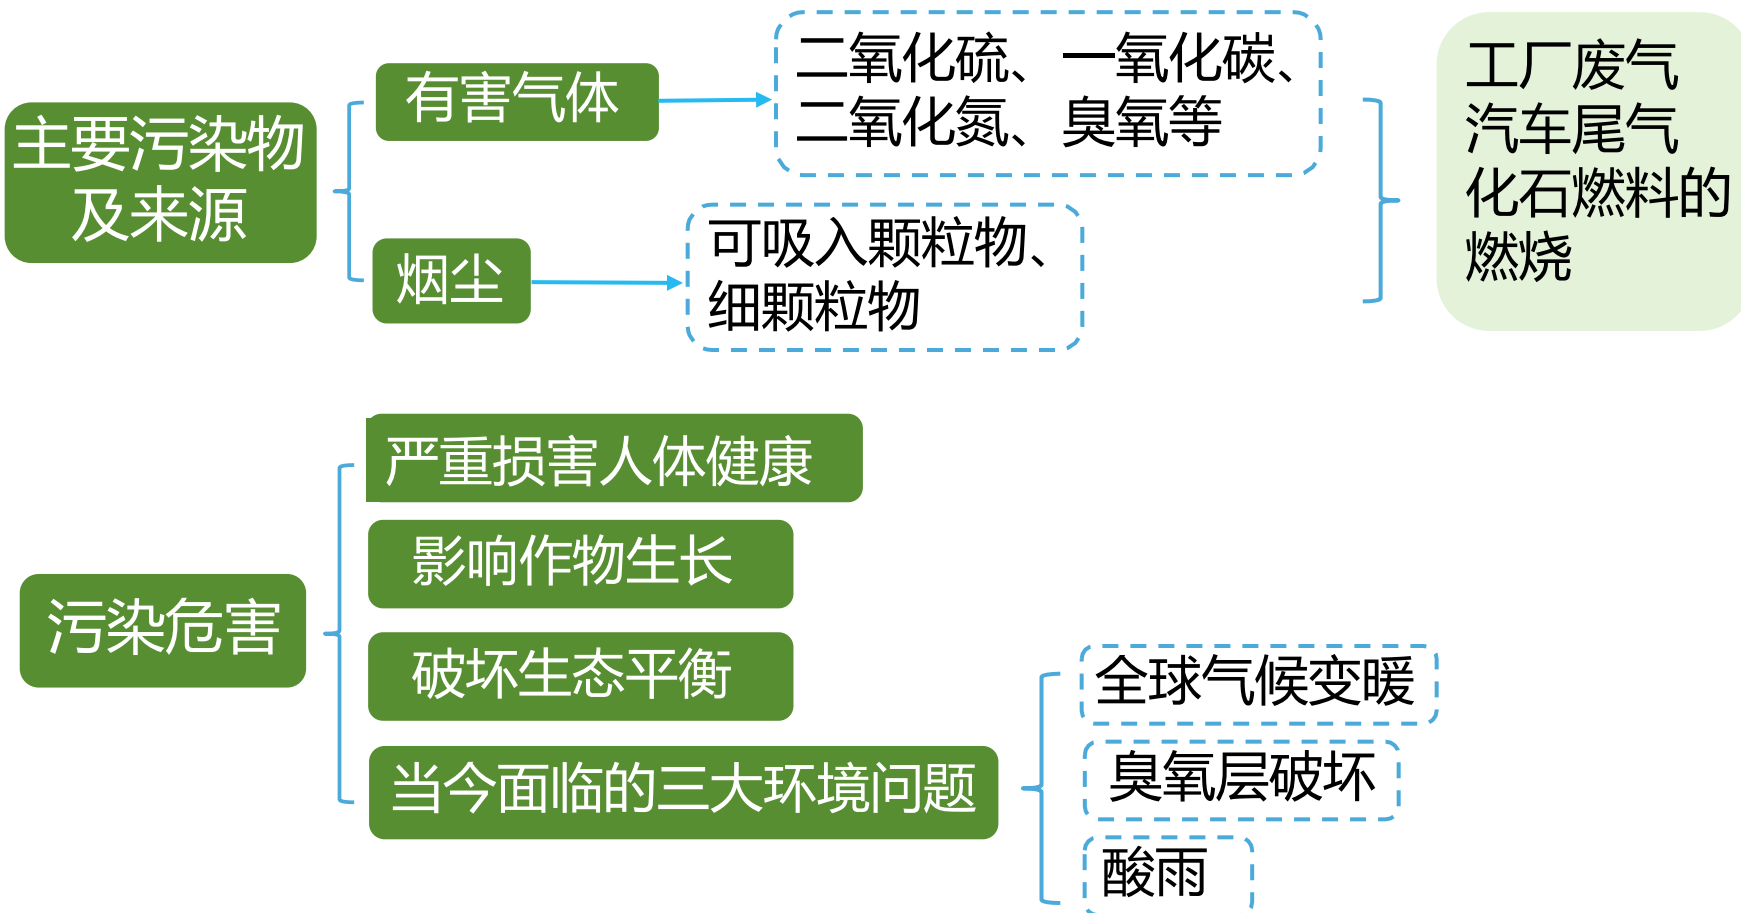 主要污染物
及来源
有害气体
二氧化硫、一氧化碳、
二氧化氮、臭氧等
烟尘
可吸入颗粒物、
细颗粒物
工厂废气
汽车尾气
化石燃料的
燃烧
污染危害
严重损害人体健康
影响作物生长
破坏生态平衡
当今面临的三大环境问题
全球气候变暖
臭氧层破坏
酸雨